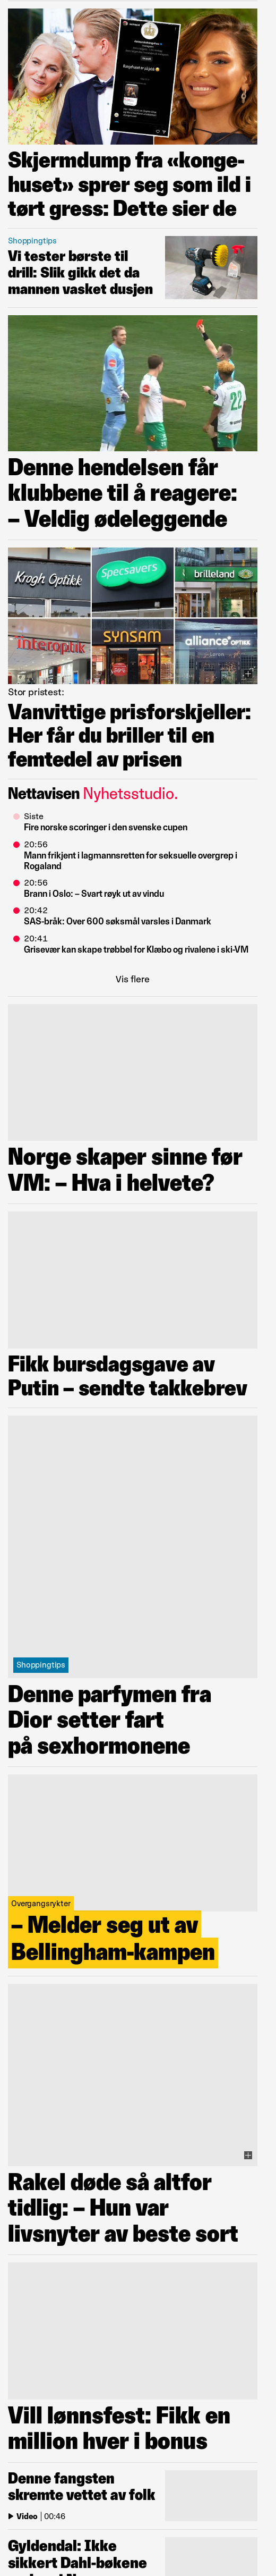 Skjermdump fra «konge-
huset» sprer seg som ild i
tørt gress: Dette sier de
Shoppingtips
Vi tester børste til
drill: Slik gikk det da
mannen vasket dusjen
22
Denne hendelsen får
klubbene til å reagere:
– Veldig ødeleggende
Krogh Optikk
Specsavers
brilleland
interoptik
SYNSAM
alliance OPTIKK
Stor pristest:
Vanvittige prisforskjeller:
Her får du briller til en
femtedel av prisen
Nettavisen Nyhetsstudio.
Siste
Fire norske scoringer i den svenske cupen
20:56
Mann frikjent i lagmannsretten for seksuelle overgrep i
Rogaland
20:56
Brann i Oslo: – Svart røyk ut av vindu
20:42
SAS-bråk: Over 600 søksmål varsles i Danmark
20:41
Grisevær kan skape trøbbel for Klæbo og rivalene i ski-VM
Vis flere
Norge skaper sinne før
VM: – Hva i helvete?
Fikk bursdagsgave av
Putin – sendte takkebrev
Shoppingtips
Denne parfymen fra
Dior setter fart
på sexhormonene
Overgangsrykter
– Melder seg ut av
Bellingham-kampen
Rakel døde så altfor
tidlig: – Hun var
livsnyter av beste sort
Vill lønnsfest: Fikk en
million hver i bonus
Denne fangsten
skremte vettet av folk
Video | 00:46
Gyldendal: Ikke
sikkert Dahl-bøkene